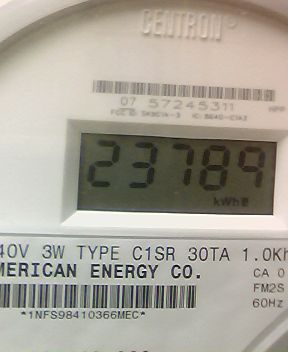 CENTRON®
07 57245311
HPP
23789
kWh
40V 3W TYPE C1SR 30TA 1.0Kh
MERICAN ENERGY CO.
CA 0
FM2S
60Hz
*1NFS98410366MEC*